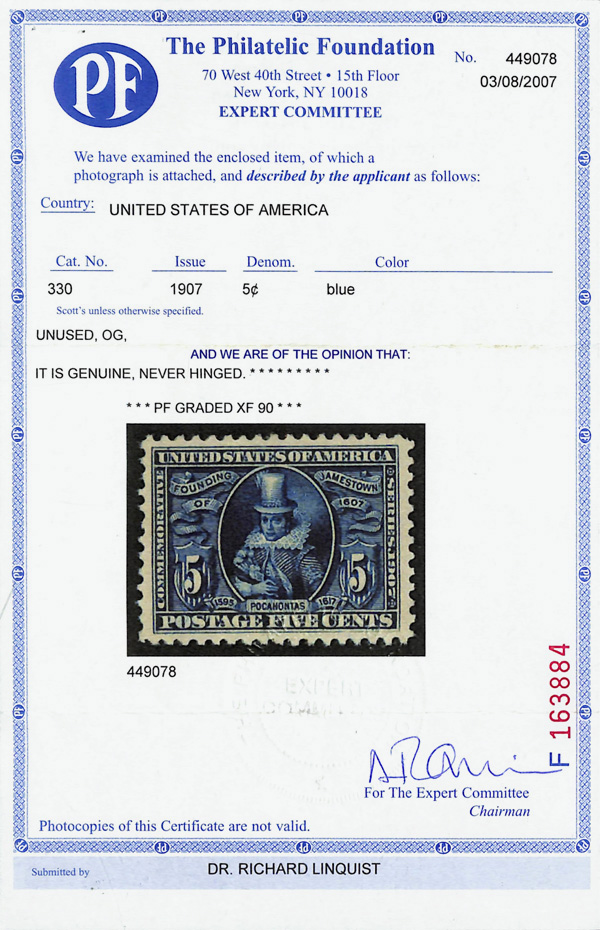 PF
The Philatelic Foundation
No. 449078
70 West 40th Street • 15th Floor
03/08/2007
New York, NY 10018
EXPERT COMMITTEE
We have examined the enclosed item, of which a
photograph is attached, and described by the applicant as follows:
Country: UNITED STATES OF AMERICA
Cat. No. Issue Denom. Color
330 1907 5¢ blue
Scott's unless otherwise specified.
UNUSED, OG,
AND WE ARE OF THE OPINION THAT:
IT IS GENUINE, NEVER HINGED. * * * * * * * * *
* * * PF GRADED XF 90 * * *
UNITED STATES OF AMERICA
FOUNDING OF JAMESTOWN 1607
COMMEMORATIVE
SERIES 1907
5 5
1595 POCAHONTAS 1617
POSTAGE FIVE CENTS
449078
EXPERT
F 163884
For The Expert Committee
Chairman
Photocopies of this Certificate are not valid.
Submitted by DR. RICHARD LINQUIST